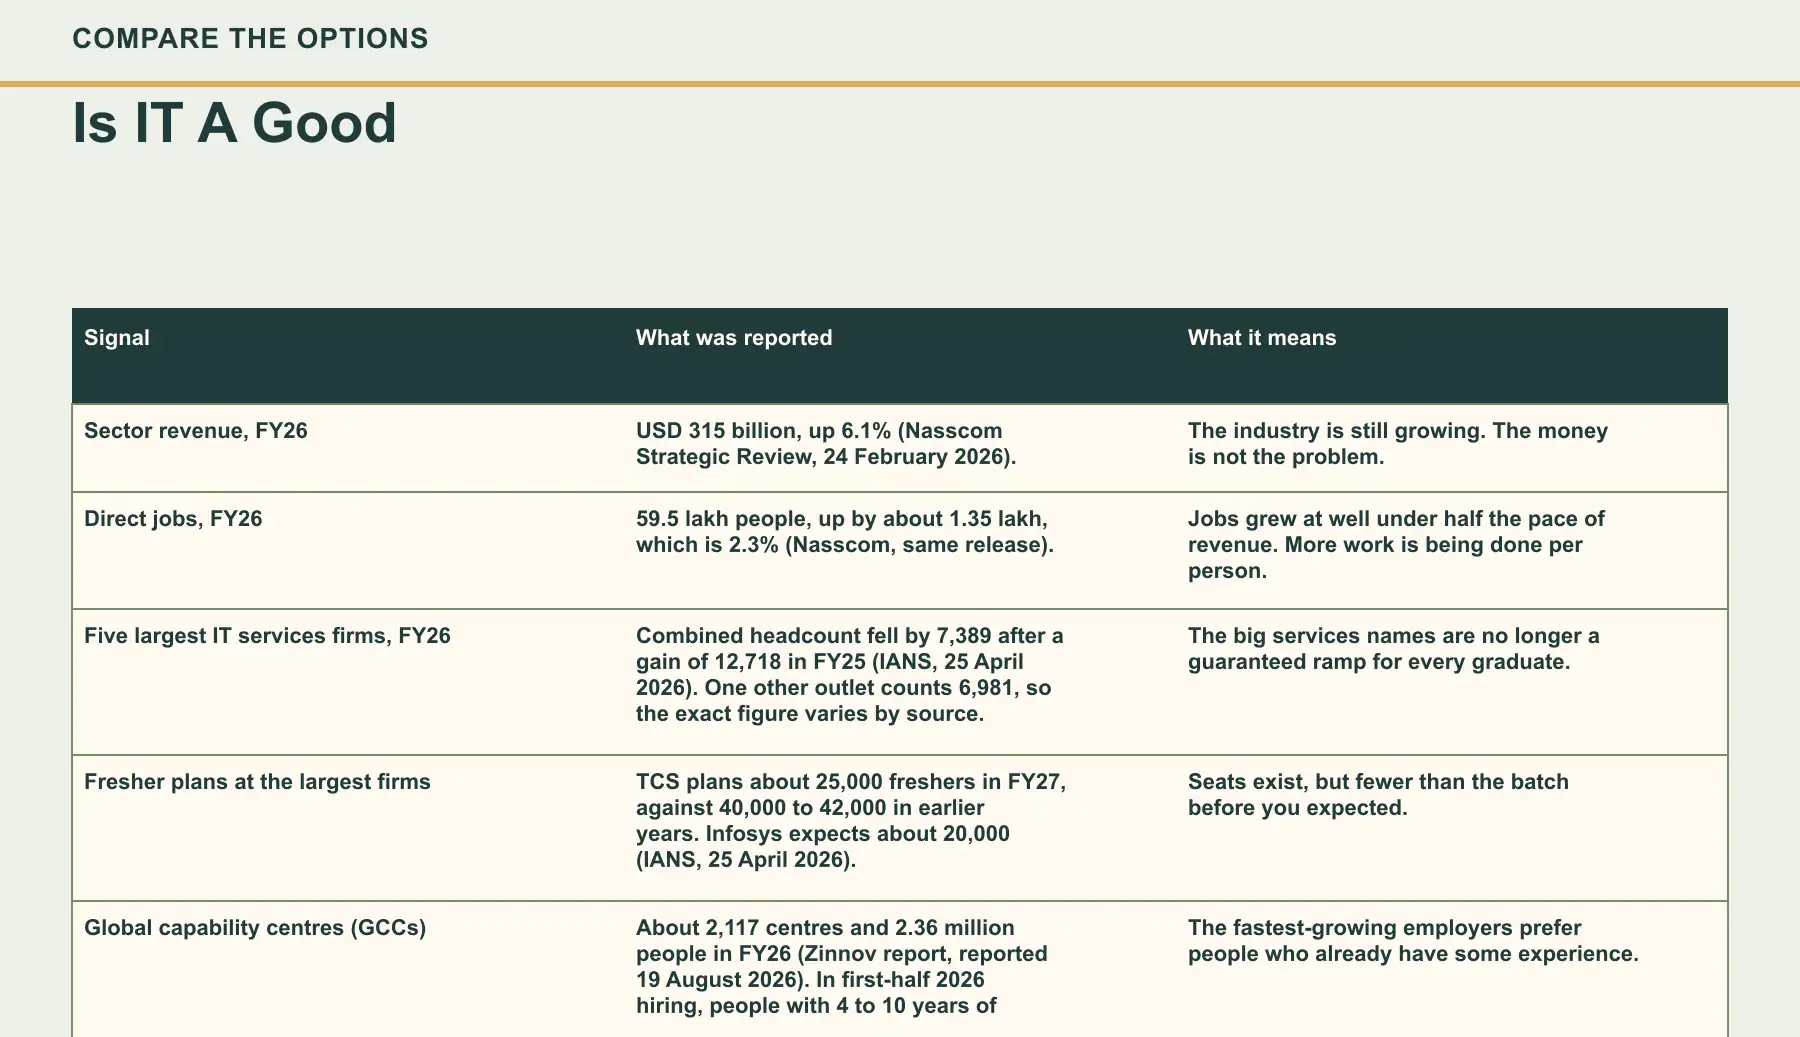 COMPARE THE OPTIONS
Is IT A Good
Signal
What was reported
What it means
Sector revenue, FY26
USD 315 billion, up 6.1% (Nasscom
Strategic Review, 24 February 2026).
The industry is still growing. The money
is not the problem.
Direct jobs, FY26
59.5 lakh people, up by about 1.35 lakh,
which is 2.3% (Nasscom, same release).
Jobs grew at well under half the pace of
revenue. More work is being done per
person.
Five largest IT services firms, FY26
Combined headcount fell by 7,389 after a
gain of 12,718 in FY25 (IANS, 25 April
2026). One other outlet counts 6,981, so
the exact figure varies by source.
The big services names are no longer a
guaranteed ramp for every graduate.
Fresher plans at the largest firms
TCS plans about 25,000 freshers in FY27,
against 40,000 to 42,000 in earlier
years. Infosys expects about 20,000
(IANS, 25 April 2026).
Seats exist, but fewer than the batch
before you expected.
Global capability centres (GCCs)
About 2,117 centres and 2.36 million
people in FY26 (Zinnov report, reported
19 August 2026). In first-half 2026
hiring, people with 4 to 10 years of
The fastest-growing employers prefer
people who already have some experience.